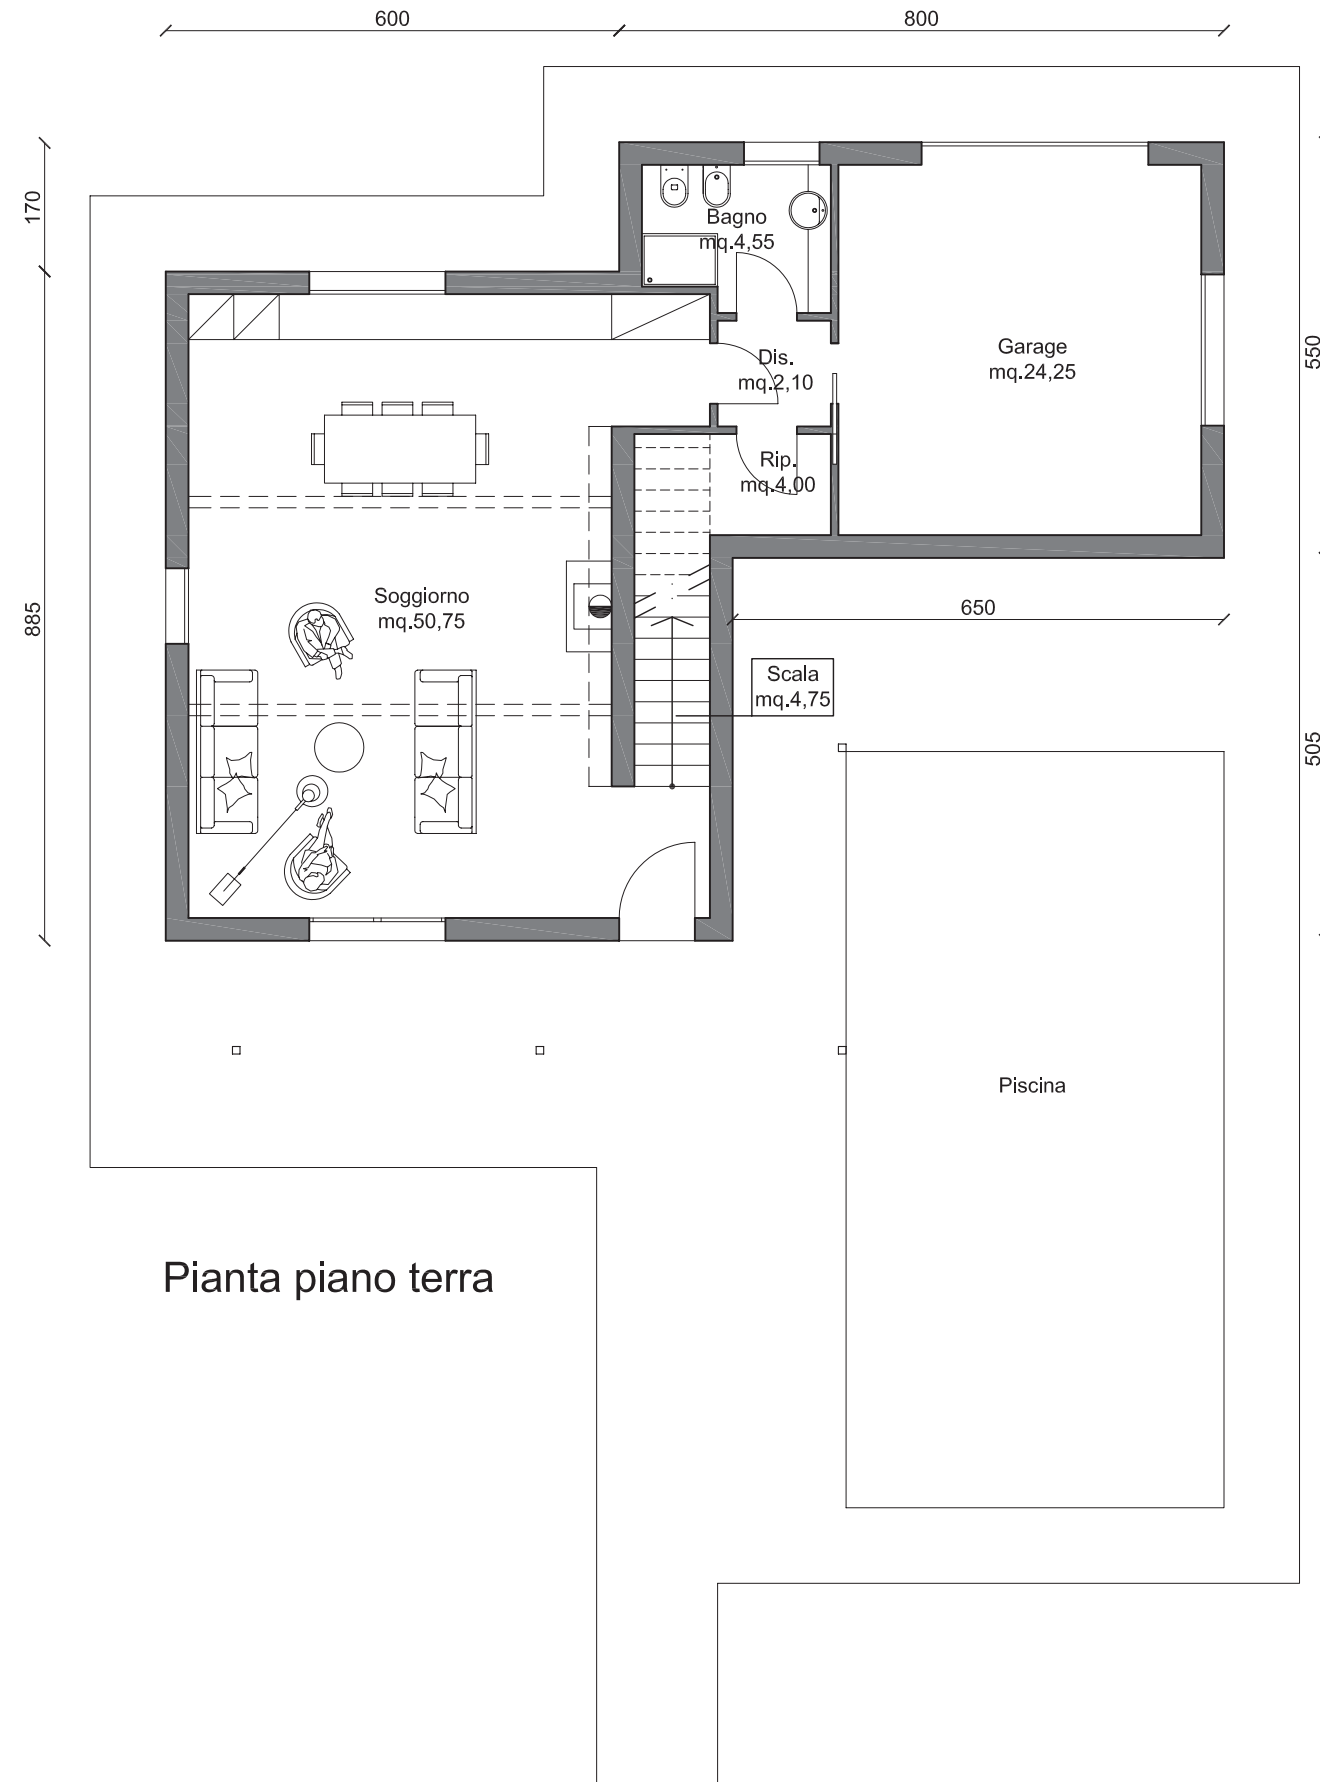 600
800
170
Bagno
mq.4,55
Dis.
mq.2,10
Garage
mq.24,25
550
Rip.
mq.4,00
885
Soggiorno
mq.50,75
650
Scala
mq.4,75
505
Piscina
Pianta piano terra